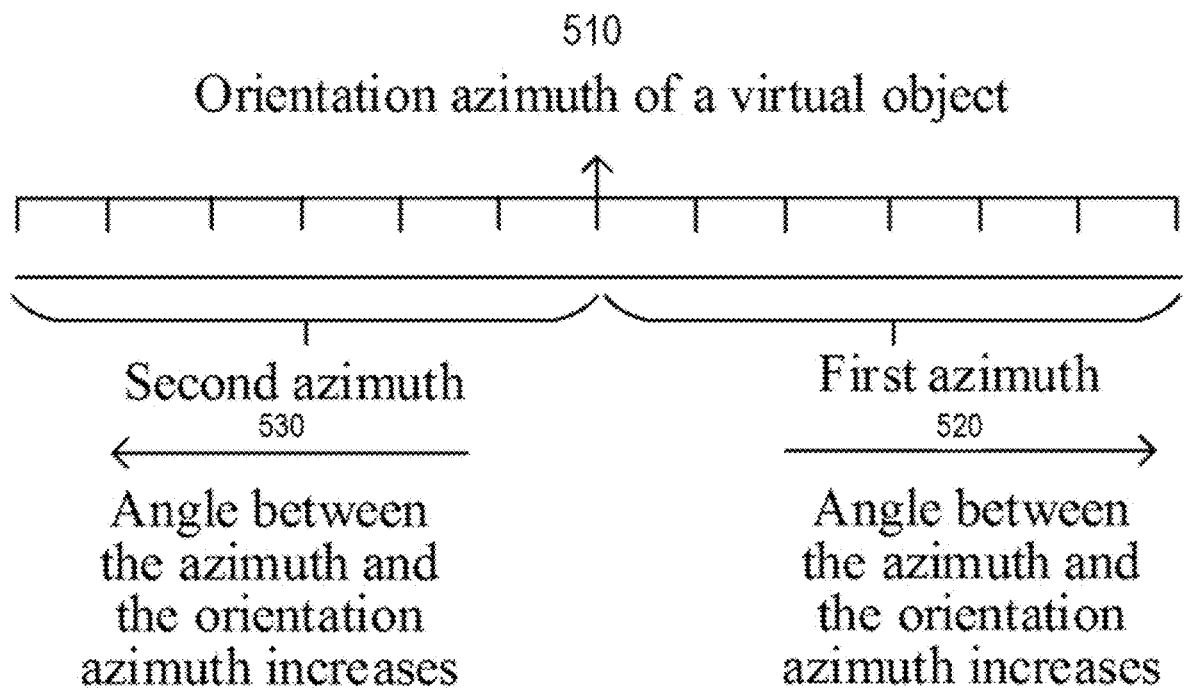 510
Orientation azimuth of a virtual object
Second azimuth
530
Angle between
the azimuth and
the orientation
azimuth increases
First azimuth
520
Angle between
the azimuth and
the orientation
azimuth increases